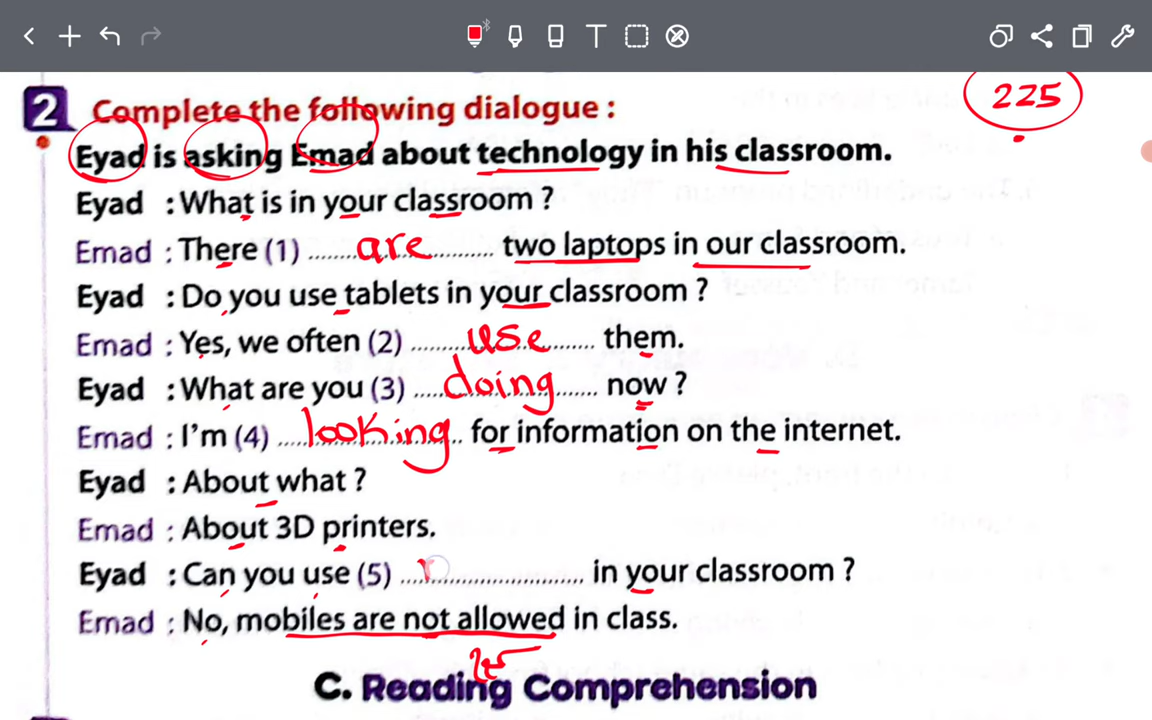 225
2 Complete the following dialogue :
Eyad is asking Emad about technology in his classroom.
Eyad : What is in your classroom ?
Emad : There (1) ........ are ........ two laptops in our classroom.
Eyad : Do you use tablets in your classroom ?
Emad : Yes, we often (2) ........ use ........ them.
Eyad : What are you (3) ........ doing ........ now ?
Emad : I'm (4) ........ looking ........ for information on the internet.
Eyad : About what ?
Emad : About 3D printers.
Eyad : Can you use (5) ................ in your classroom ?
Emad : No, mobiles are not allowed in class.
C. Reading Comprehension